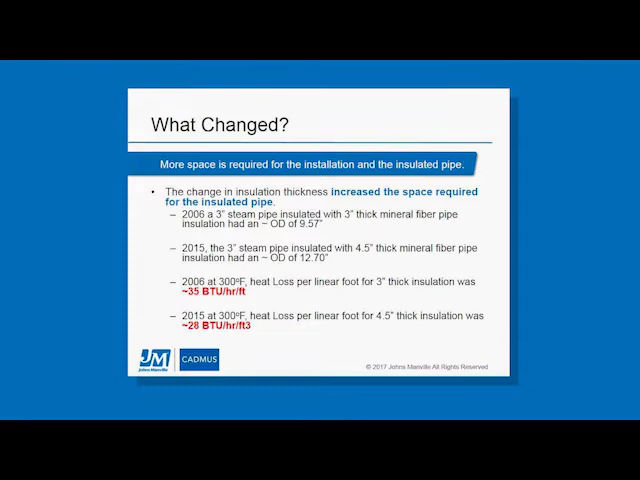 What Changed?
More space is required for the installation and the insulated pipe.
• The change in insulation thickness increased the space required
for the insulated pipe.
– 2006 a 3” steam pipe insulated with 3” thick mineral fiber pipe
insulation had an ~ OD of 9.57”
– 2015, the 3” steam pipe insulated with 4.5” thick mineral fiber pipe
insulation had an ~ OD of 12.70”
– 2006 at 300ºF, heat Loss per linear foot for 3” thick insulation was
~35 BTU/hr/ft
– 2015 at 300ºF, heat Loss per linear foot for 4.5” thick insulation was
~28 BTU/hr/ft3
JM
Johns Manville
CADMUS
© 2017 Johns Manville All Rights Reserved